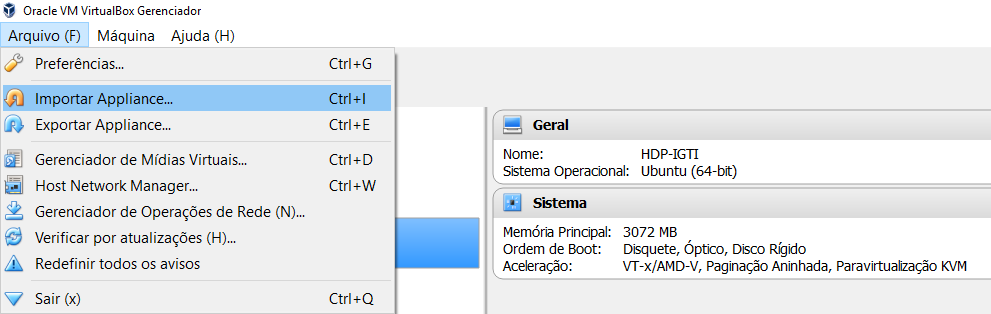 Oracle VM VirtualBox Gerenciador
Arquivo (F) Máquina Ajuda (H)
Preferências... Ctrl+G
Importar Appliance... Ctrl+I
Exportar Appliance... Ctrl+E
Gerenciador de Mídias Virtuais... Ctrl+D
Host Network Manager... Ctrl+W
Gerenciador de Operações de Rede (N)...
Verificar por atualizações (H)...
Redefinir todos os avisos
Sair (x) Ctrl+Q
Geral
Nome: HDP-IGTI
Sistema Operacional: Ubuntu (64-bit)
Sistema
Memória Principal: 3072 MB
Ordem de Boot: Disquete, Óptico, Disco Rígido
Aceleração: VT-x/AMD-V, Paginação Aninhada, Paravirtualização KVM